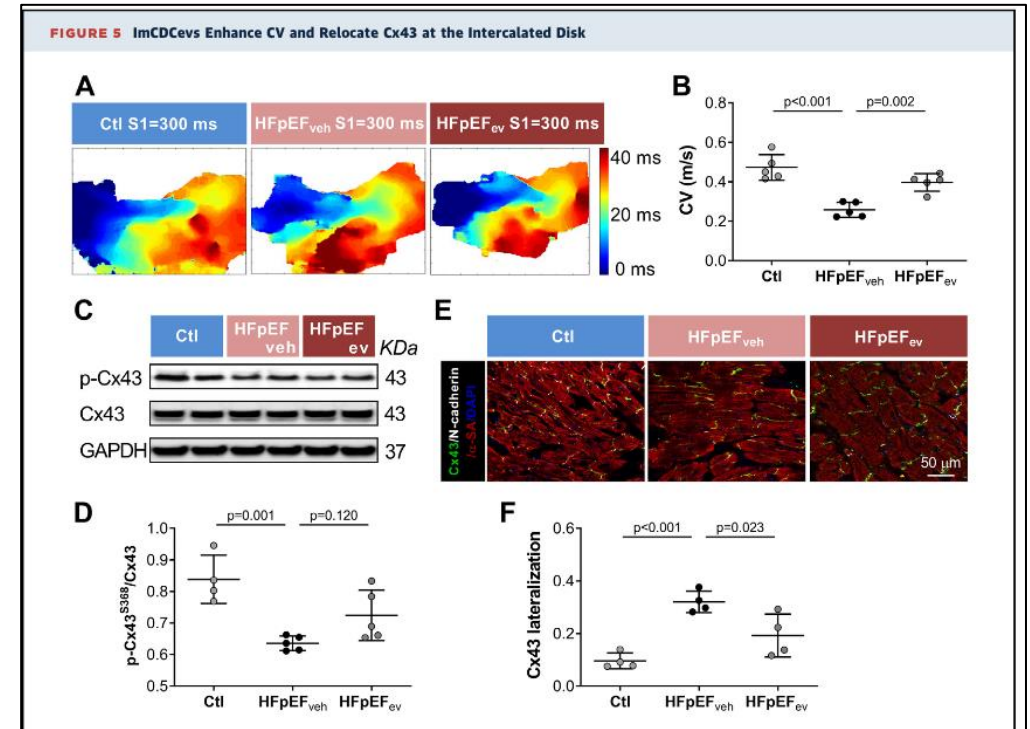 FIGURE 5 ImCDCevs Enhance CV and Relocate Cx43 at the Intercalated Disk
A
Ctl S1=300 ms
HFpEFveh S1=300 ms
HFpEFev S1=300 ms
40 ms
20 ms
0 ms
B
p<0.001
p=0.002
CV (m/s)
0.8
0.6
0.4
0.2
0.0
Ctl
HFpEFveh
HFpEFev
C
Ctl
HFpEF
veh
HFpEF
ev
KDa
p-Cx43
43
Cx43
43
GAPDH
37
E
Ctl
HFpEFveh
HFpEFev
Cx43/N-cadherin
/α-SA/DAPI
50 µm
D
p=0.001
p=0.120
p-Cx43S368/Cx43
1.0
0.9
0.8
0.7
0.6
0.5
Ctl
HFpEFveh
HFpEFev
F
p<0.001
p=0.023
Cx43 lateralization
0.6
0.4
0.2
0.0
Ctl
HFpEFveh
HFpEFev